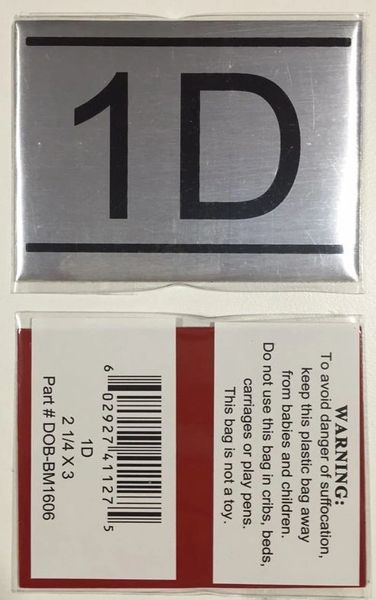 1D
WARNING:
To avoid danger of suffocation,
keep this plastic bag away
from babies and children.
Do not use this bag in cribs, beds,
carriages or play pens.
This bag is not a toy.
6 02927 41127 5
1D
2 1/4 X 3
Part # DOB-BM1606